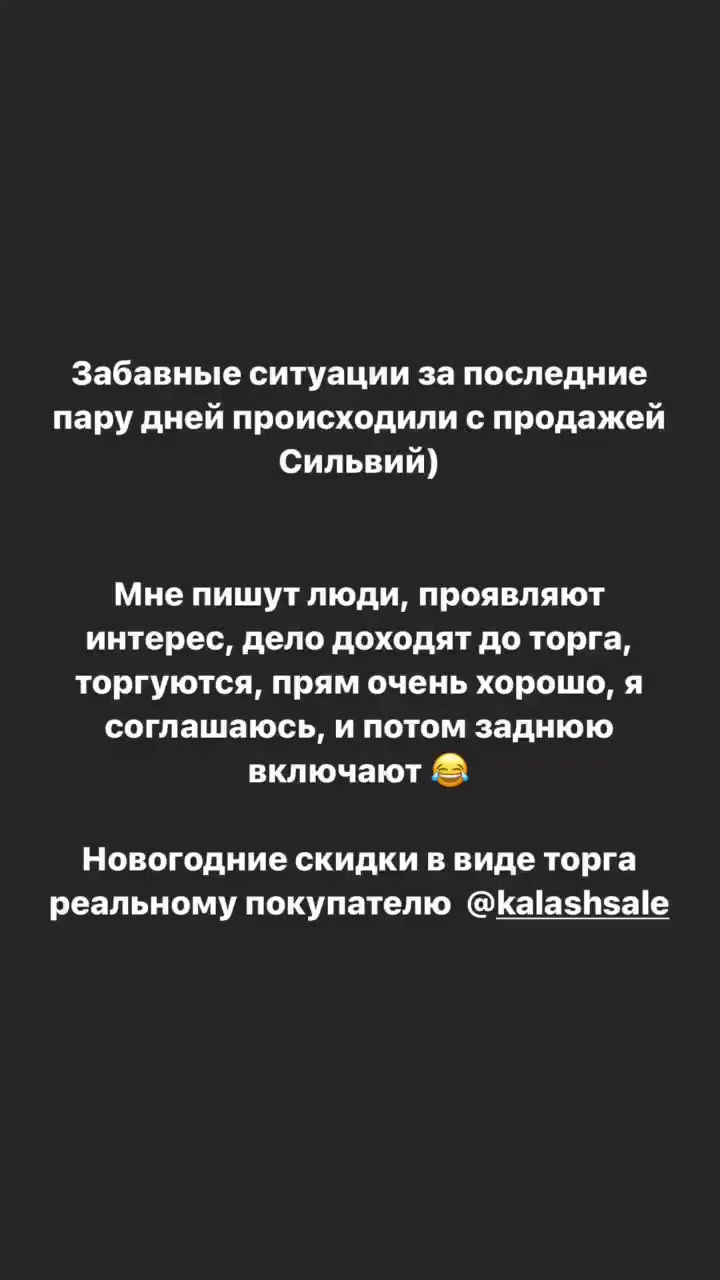 Забавные ситуации за последние
пару дней происходили с продажей
Сильвий)
Мне пишут люди, проявляют
интерес, дело доходят до торга,
торгуются, прям очень хорошо, я
соглашаюсь, и потом заднюю
включают 😂
Новогодние скидки в виде торга
реальному покупателю @kalashsale